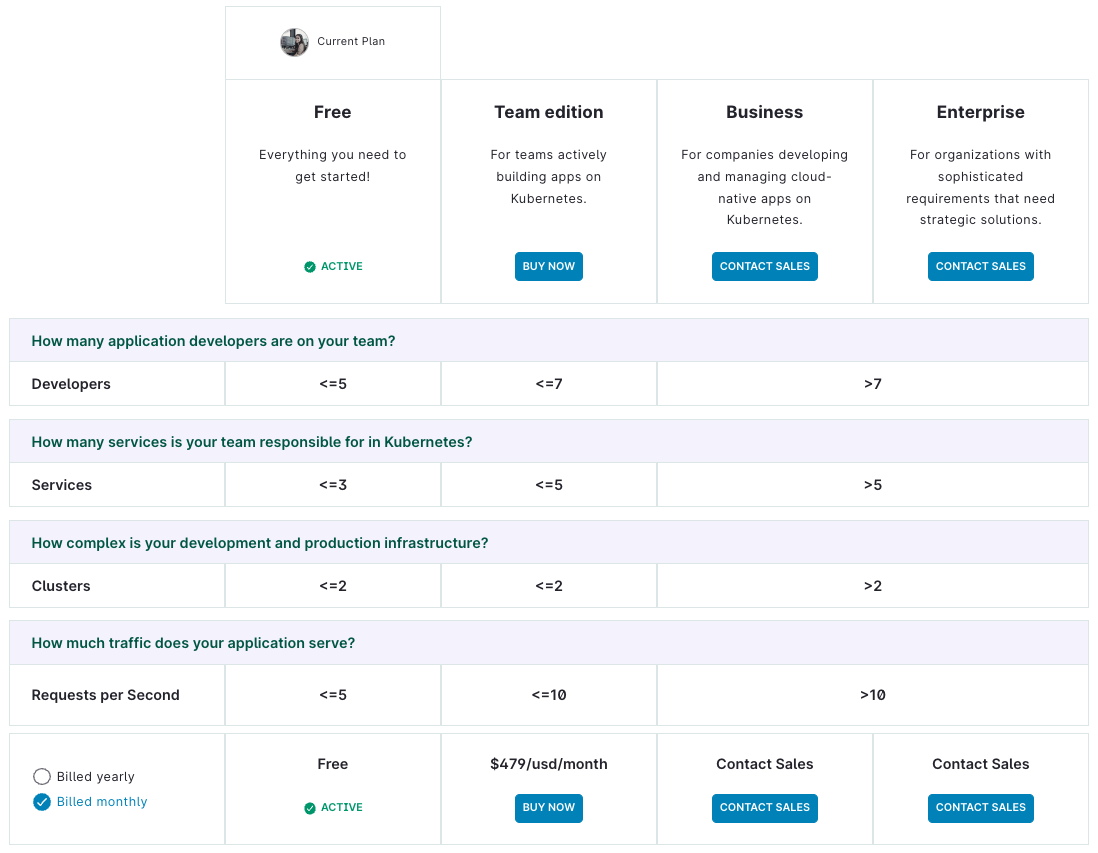 Current Plan
Free
Team edition
Business
Enterprise
Everything you need to
get started!
For teams actively
building apps on
Kubernetes.
For companies developing
and managing cloud-
native apps on
Kubernetes.
For organizations with
sophisticated
requirements that need
strategic solutions.
ACTIVE
BUY NOW
CONTACT SALES
CONTACT SALES
How many application developers are on your team?
Developers <=5 <=7 >7
How many services is your team responsible for in Kubernetes?
Services <=3 <=5 >5
How complex is your development and production infrastructure?
Clusters <=2 <=2 >2
How much traffic does your application serve?
Requests per Second <=5 <=10 >10
Billed yearly
Billed monthly
Free
ACTIVE
$479/usd/month
BUY NOW
Contact Sales
CONTACT SALES
Contact Sales
CONTACT SALES